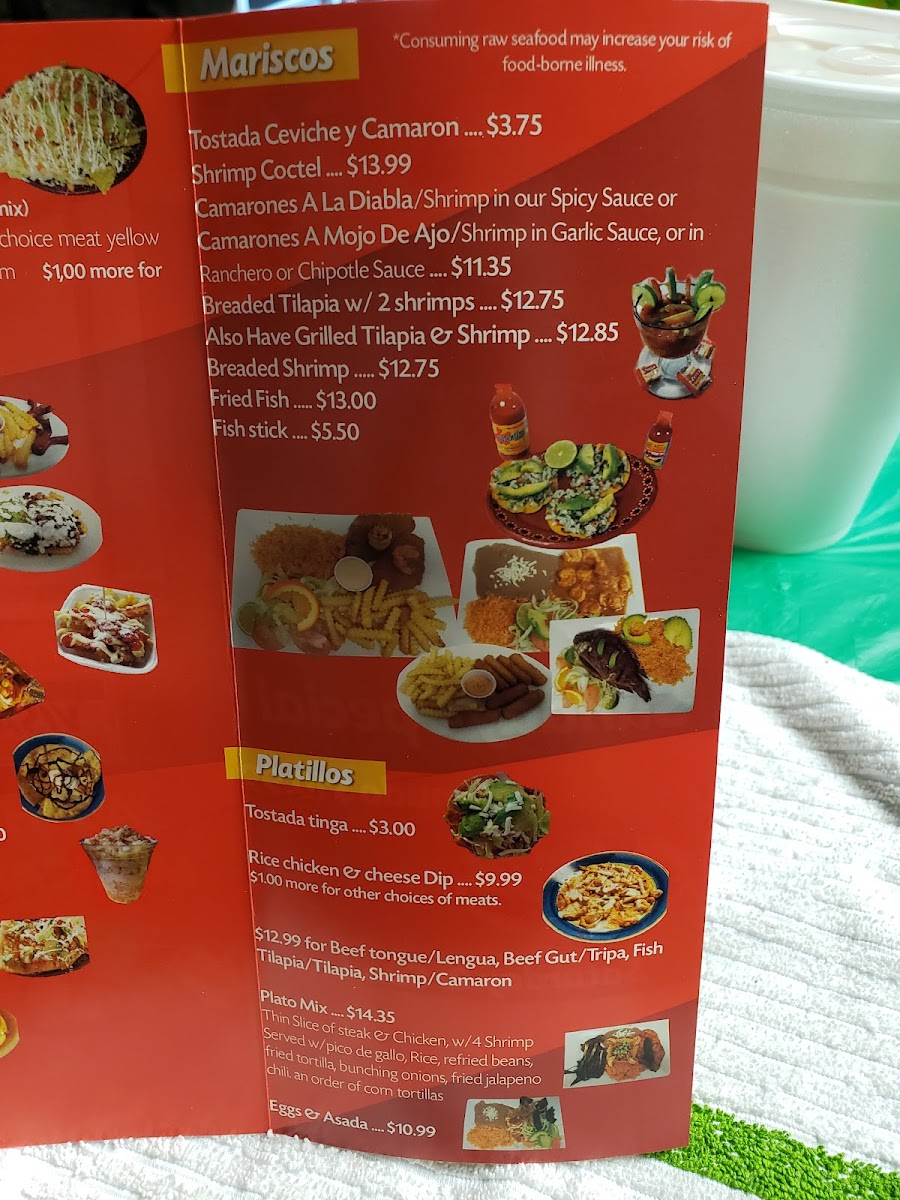 Mariscos
*Consuming raw seafood may increase your risk of
food-borne illness.
Tostada Ceviche y Camaron .... $3.75
Shrimp Coctel .... $13.99
Camarones A La Diabla/Shrimp in our Spicy Sauce or
Camarones A Mojo De Ajo/Shrimp in Garlic Sauce, or in
Ranchero or Chipotle Sauce .... $11.35
Breaded Tilapia w/ 2 shrimps .... $12.75
Also Have Grilled Tilapia & Shrimp .... $12.85
Breaded Shrimp ..... $12.75
Fried Fish ..... $13.00
Fish stick .... $5.50
Platillos
Tostada tinga .... $3.00
Rice chicken & cheese Dip .... $9.99
$1.00 more for other choices of meats.
$12.99 for Beef tongue/Lengua, Beef Gut/Tripa, Fish
Tilapia/Tilapia, Shrimp/Camaron
Plato Mix .... $14.35
Thin Slice of steak & Chicken, w/4 Shrimp
Served w/pico de gallo, Rice, refried beans,
fried tortilla, bunching onions, fried jalapeno
chili. an order of corn tortillas
Eggs & Asada .... $10.99
mix)
choice meat yellow
m $1,00 more for
0